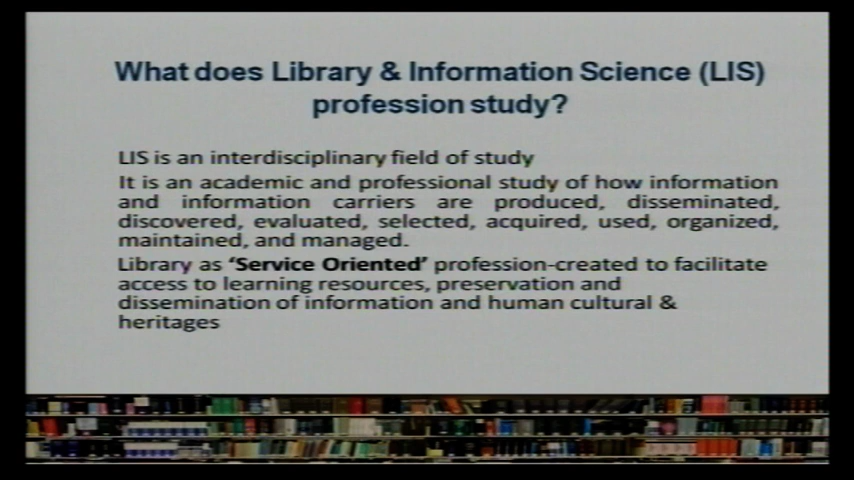 What does Library & Information Science (LIS)
profession study?
LIS is an interdisciplinary field of study
It is an academic and professional study of how information
and information carriers are produced, disseminated,
discovered, evaluated, selected, acquired, used, organized,
maintained, and managed.
Library as ‘Service Oriented’ profession-created to facilitate
access to learning resources, preservation and
dissemination of information and human cultural &
heritages